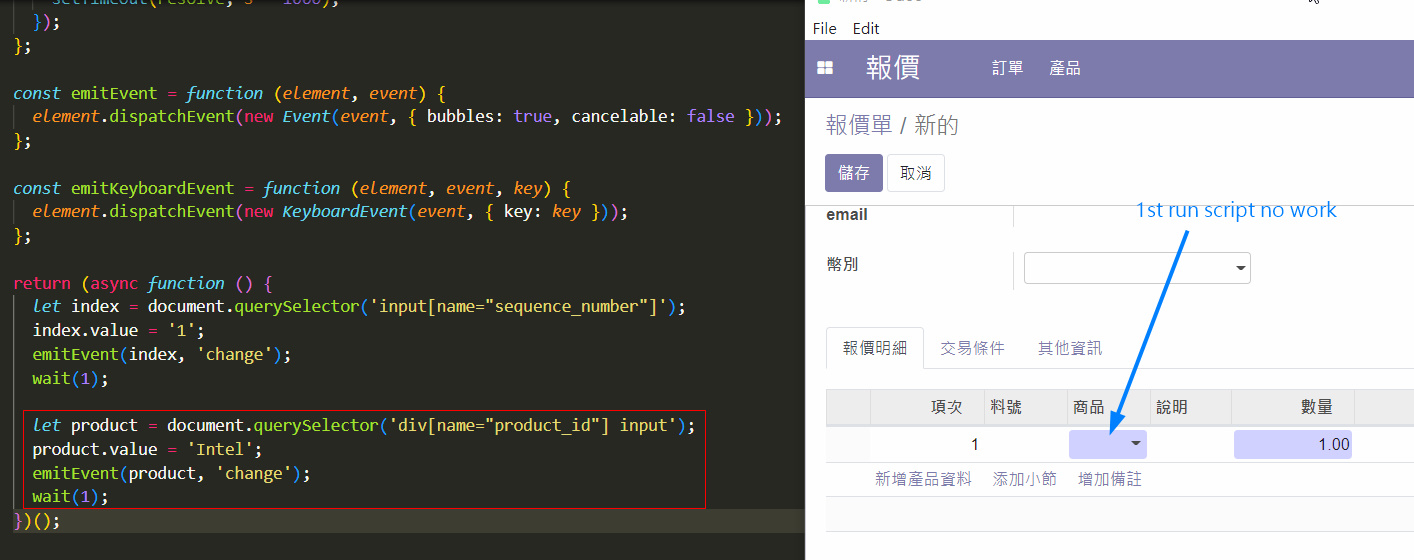 setTimeout(resolve, s * 1000);
});
};
const emitEvent = function (element, event) {
element.dispatchEvent(new Event(event, { bubbles: true, cancelable: false }));
};
const emitKeyboardEvent = function (element, event, key) {
element.dispatchEvent(new KeyboardEvent(event, { key: key }));
};
return (async function () {
let index = document.querySelector('input[name="sequence_number"]');
index.value = '1';
emitEvent(index, 'change');
wait(1);
let product = document.querySelector('div[name="product_id"] input');
product.value = 'Intel';
emitEvent(product, 'change');
wait(1);
})();
File Edit
報價 訂單 產品
報價單 / 新的
儲存 取消
1st run script no work
email
幣別
報價明細 交易條件 其他資訊
項次 料號 商品 說明 數量
1 1.00
新增產品資料 添加小節 增加備註